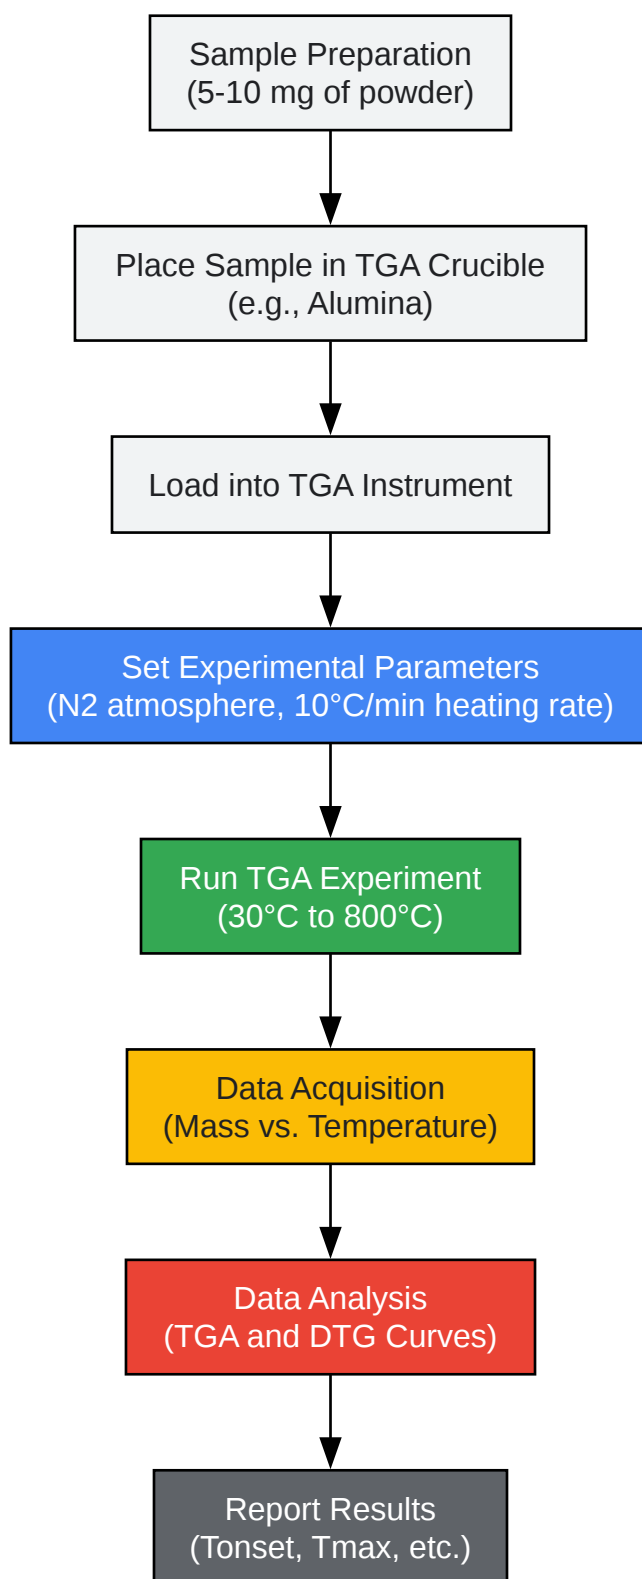 Sample Preparation
(5-10 mg of powder)
Place Sample in TGA Crucible
(e.g., Alumina)
Load into TGA Instrument
Set Experimental Parameters
(N2 atmosphere, 10°C/min heating rate)
Run TGA Experiment
(30°C to 800°C)
Data Acquisition
(Mass vs. Temperature)
Data Analysis
(TGA and DTG Curves)
Report Results
(Tonset, Tmax, etc.)